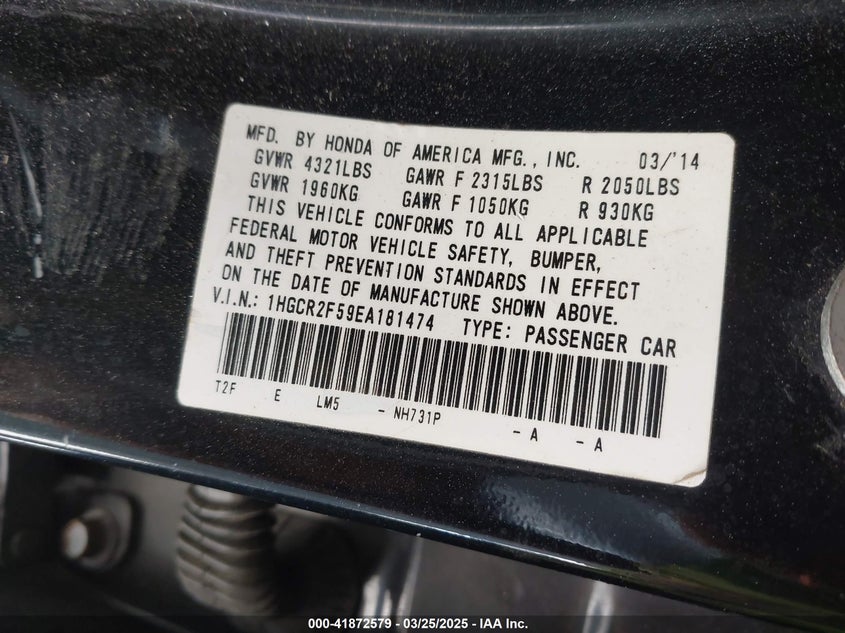 MFD. BY HONDA OF AMERICA MFG., INC. 03/'14
GVWR 4321LBS GAWR F 2315LBS R 2050LBS
GVWR 1960KG GAWR F 1050KG R 930KG
THIS VEHICLE CONFORMS TO ALL APPLICABLE
FEDERAL MOTOR VEHICLE SAFETY, BUMPER,
AND THEFT PREVENTION STANDARDS IN EFFECT
ON THE DATE OF MANUFACTURE SHOWN ABOVE.
V.I.N.: 1HGCR2F59EA181474 TYPE: PASSENGER CAR
T2F E LM5 - NH731P - A - A
000-41872579 // 03/25/2025 - IAA Inc.